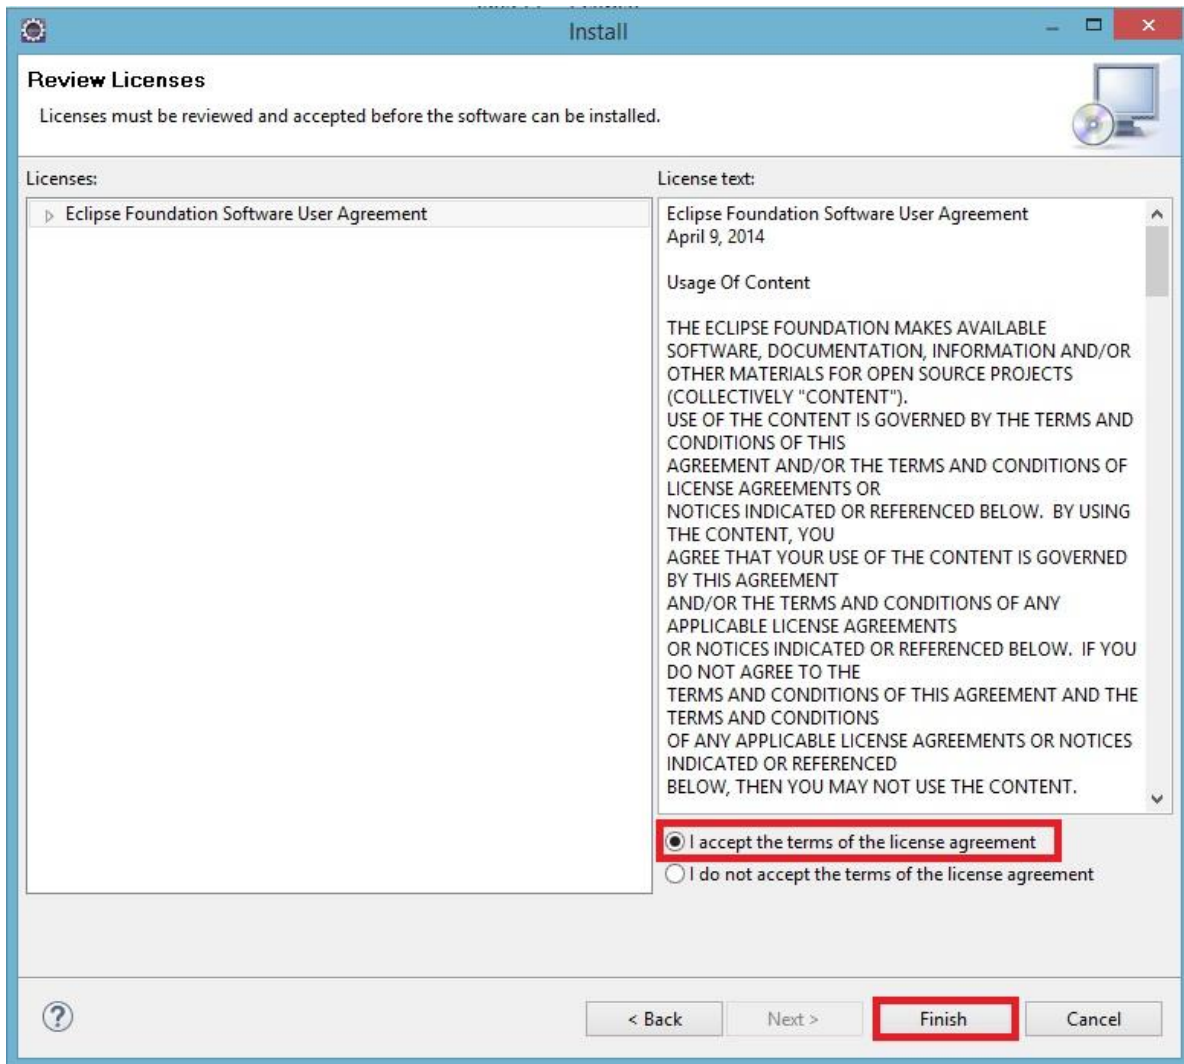 Install
Review Licenses
Licenses must be reviewed and accepted before the software can be installed.
Licenses:
Eclipse Foundation Software User Agreement
License text:
Eclipse Foundation Software User Agreement
April 9, 2014
Usage Of Content
THE ECLIPSE FOUNDATION MAKES AVAILABLE
SOFTWARE, DOCUMENTATION, INFORMATION AND/OR
OTHER MATERIALS FOR OPEN SOURCE PROJECTS
(COLLECTIVELY "CONTENT").
USE OF THE CONTENT IS GOVERNED BY THE TERMS AND
CONDITIONS OF THIS
AGREEMENT AND/OR THE TERMS AND CONDITIONS OF
LICENSE AGREEMENTS OR
NOTICES INDICATED OR REFERENCED BELOW.  BY USING
THE CONTENT, YOU
AGREE THAT YOUR USE OF THE CONTENT IS GOVERNED
BY THIS AGREEMENT
AND/OR THE TERMS AND CONDITIONS OF ANY
APPLICABLE LICENSE AGREEMENTS
OR NOTICES INDICATED OR REFERENCED BELOW.  IF YOU
DO NOT AGREE TO THE
TERMS AND CONDITIONS OF THIS AGREEMENT AND THE
TERMS AND CONDITIONS
OF ANY APPLICABLE LICENSE AGREEMENTS OR NOTICES
INDICATED OR REFERENCED
BELOW, THEN YOU MAY NOT USE THE CONTENT.
I accept the terms of the license agreement
I do not accept the terms of the license agreement
? < Back Next > Finish Cancel